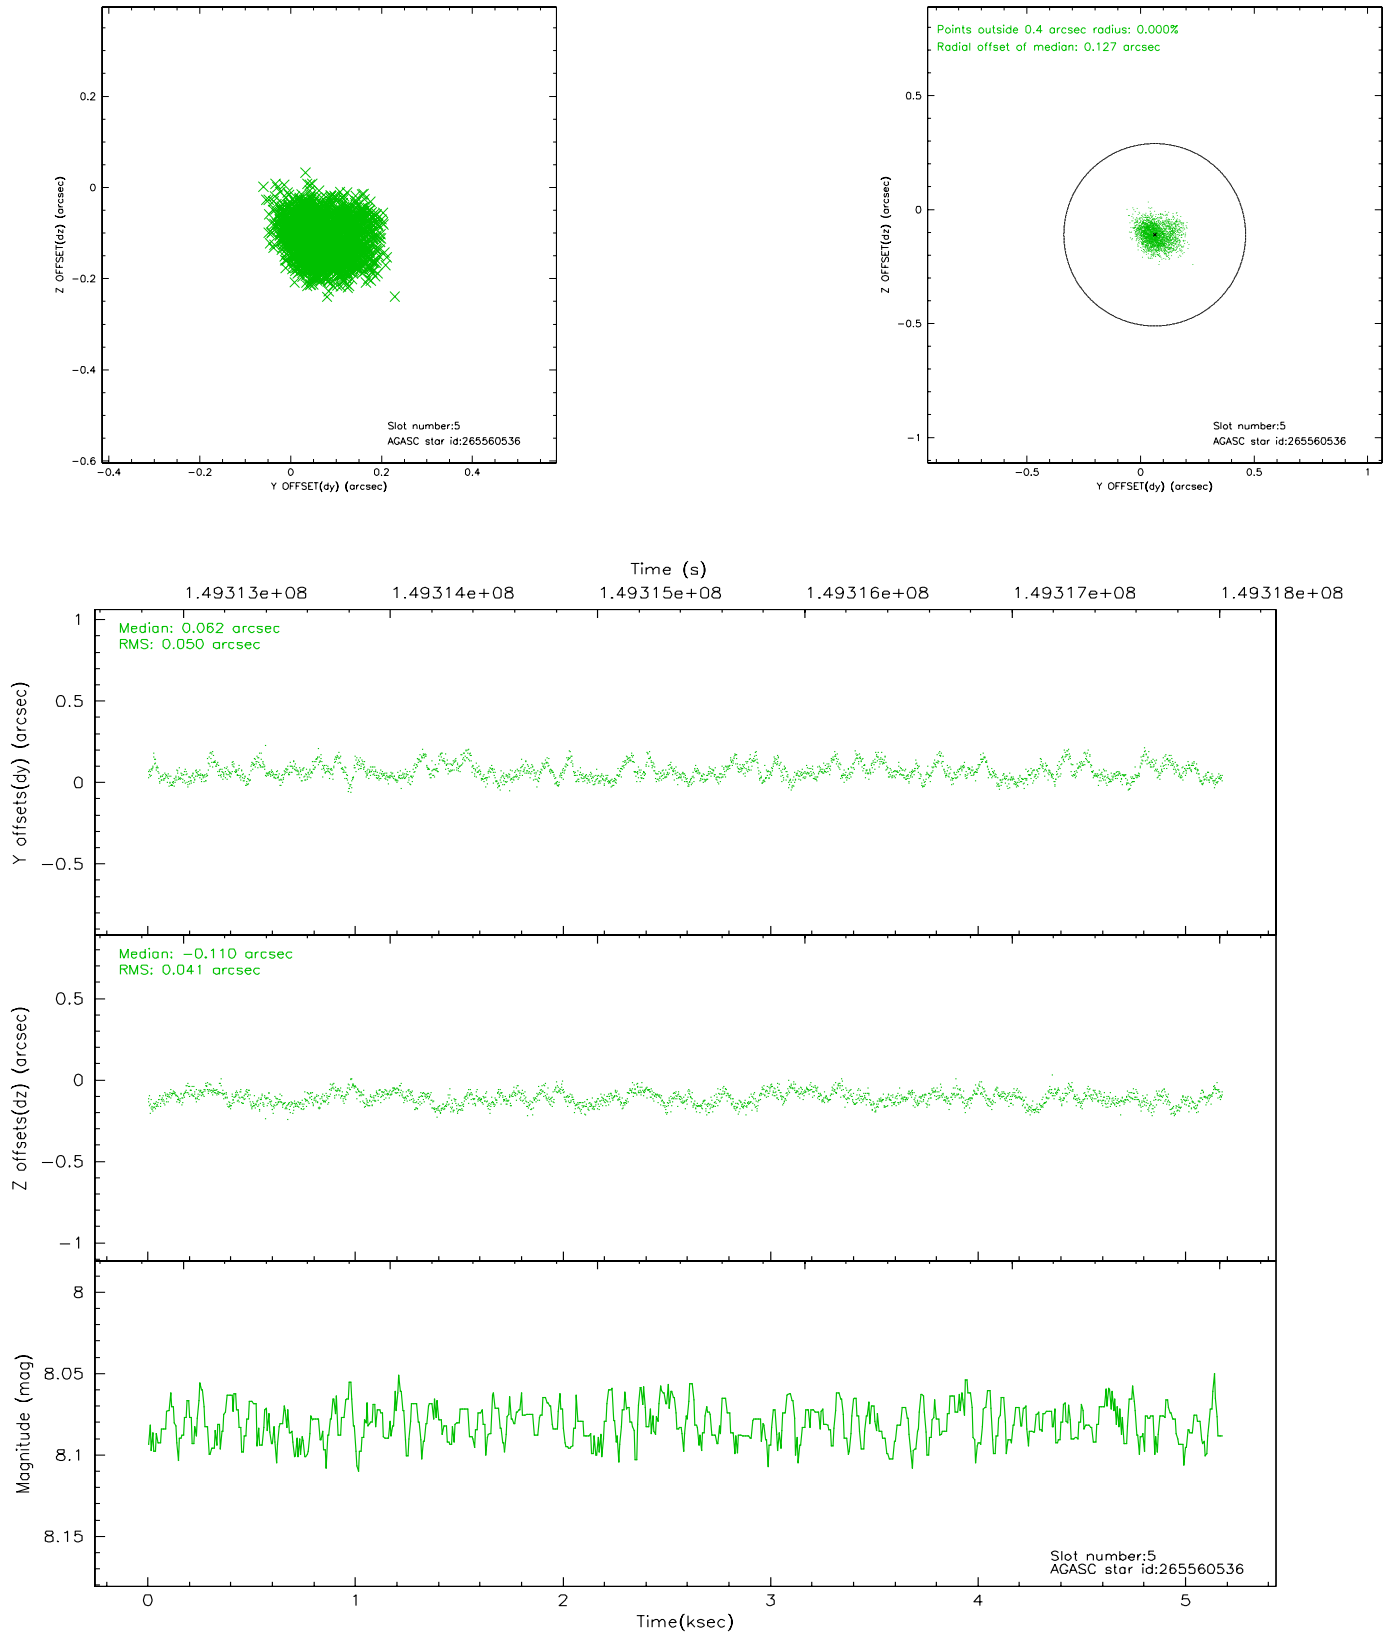 0.2
0
−0.2
−0.4
−0.6
Z OFFSET(dz) (arcsec)
Slot number:5
AGASC star id:265560536
−0.4 −0.2 0 0.2 0.4
Y OFFSET(dy) (arcsec)
Points outside 0.4 arcsec radius: 0.000%
Radial offset of median: 0.127 arcsec
0.5
0
−0.5
−1
Z OFFSET(dz) (arcsec)
Slot number:5
AGASC star id:265560536
−0.5 0 0.5 1
Y OFFSET(dy) (arcsec)
Time (s)
1.49313e+08 1.49314e+08 1.49315e+08 1.49316e+08 1.49317e+08 1.49318e+08
Median: 0.062 arcsec
RMS: 0.050 arcsec
1
0.5
0
−0.5
Y offsets(dy) (arcsec)
Median: −0.110 arcsec
RMS: 0.041 arcsec
0.5
0
−0.5
−1
Z offsets(dz) (arcsec)
8
8.05
8.1
8.15
Magnitude (mag)
Slot number:5
AGASC star id:265560536
0 1 2 3 4 5
Time(ksec)